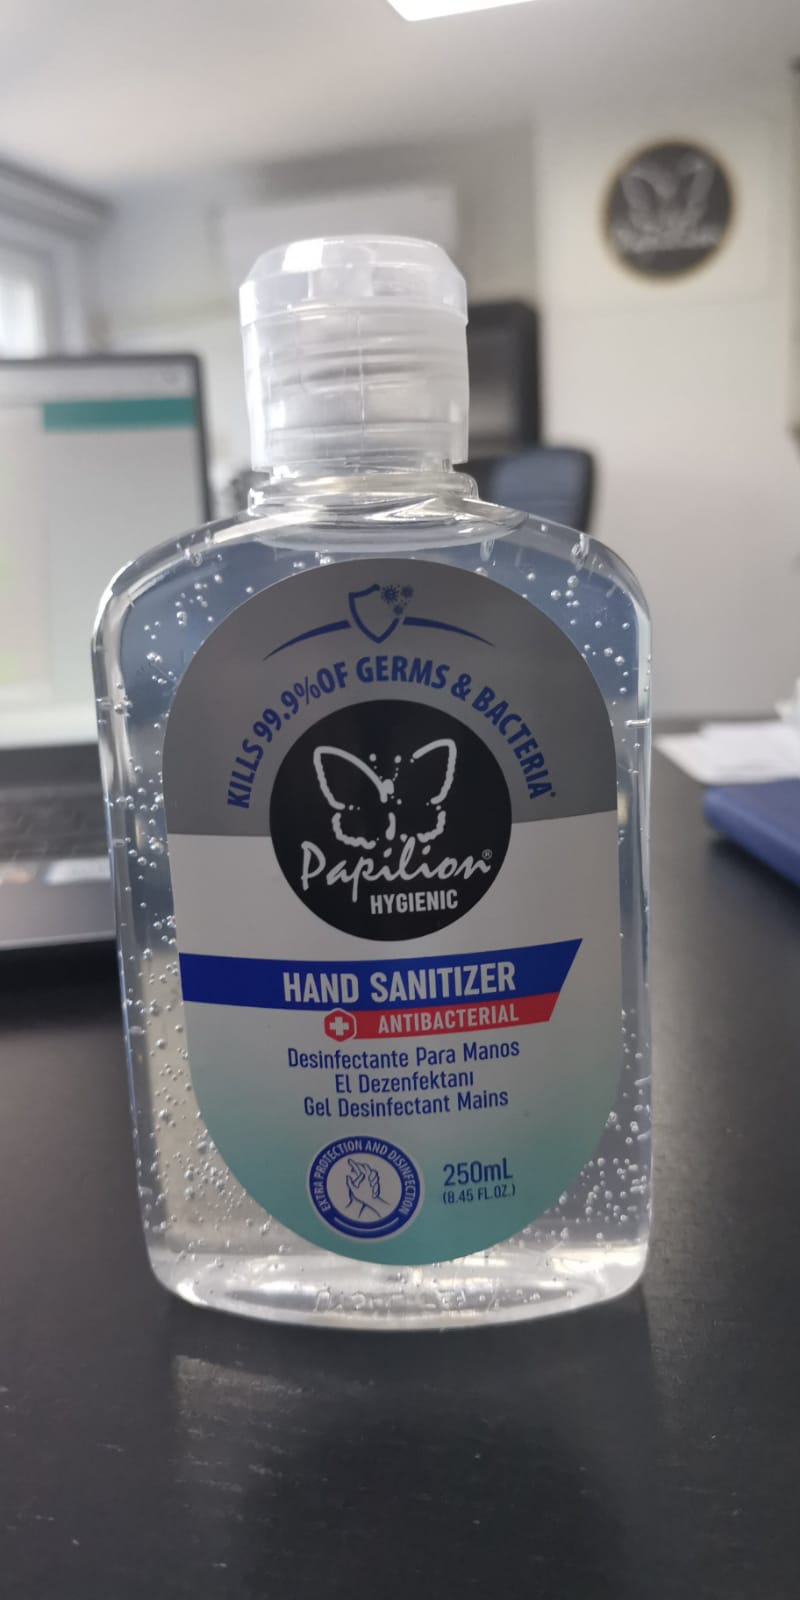 KILLS 99.9%OF GERMS & BACTERIA*
Papilion®
HYGIENIC
HAND SANITIZER
ANTIBACTERIAL
Desinfectante Para Manos
El Dezenfektanı
Gel Desinfectant Mains
EXTRA PROTECTION AND DISINFECTION
250mL
(8.45 FL.OZ.)
Papilion